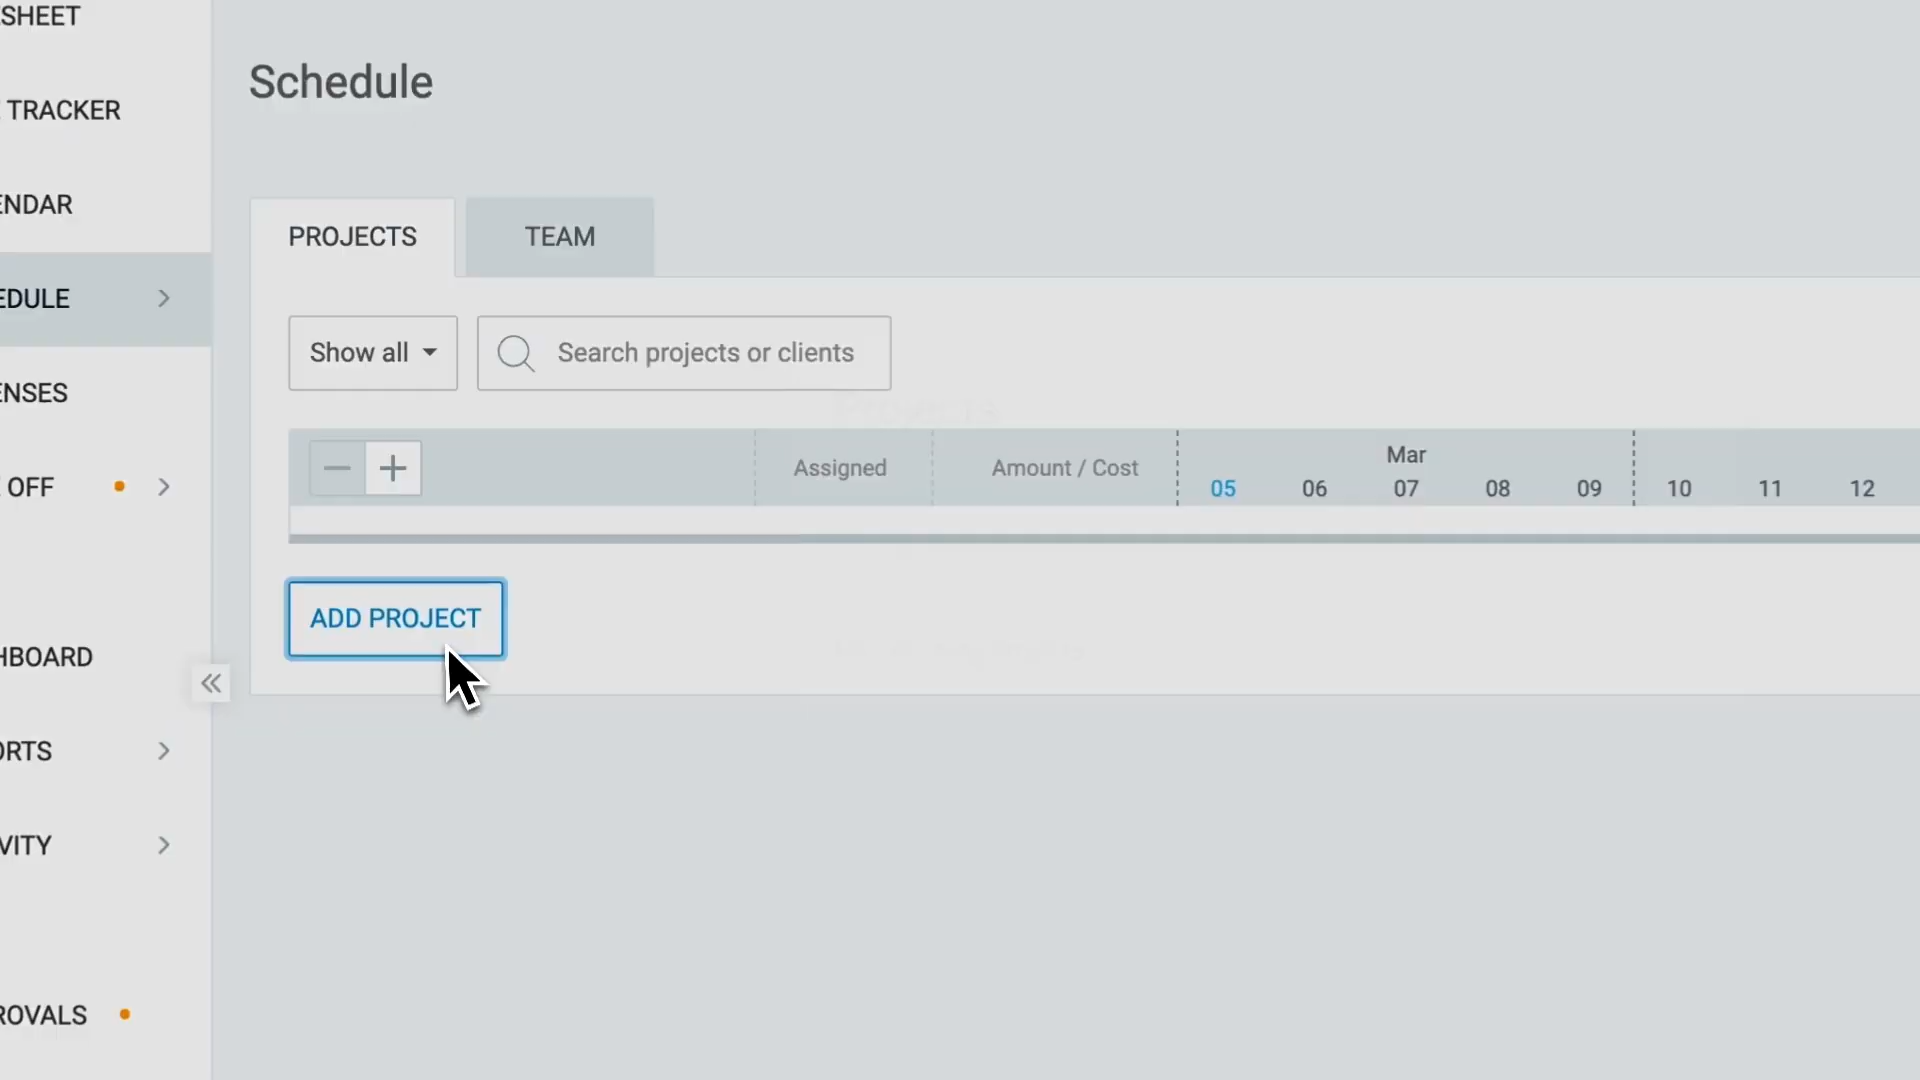 SHEET
TRACKER
ENDAR
EDULE
ENSES
OFF
HBOARD
ORTS
VITY
ROVALS
Schedule
PROJECTS TEAM
Show all Search projects or clients
Assigned Amount / Cost Mar
05 06 07 08 09 10 11 12
ADD PROJECT